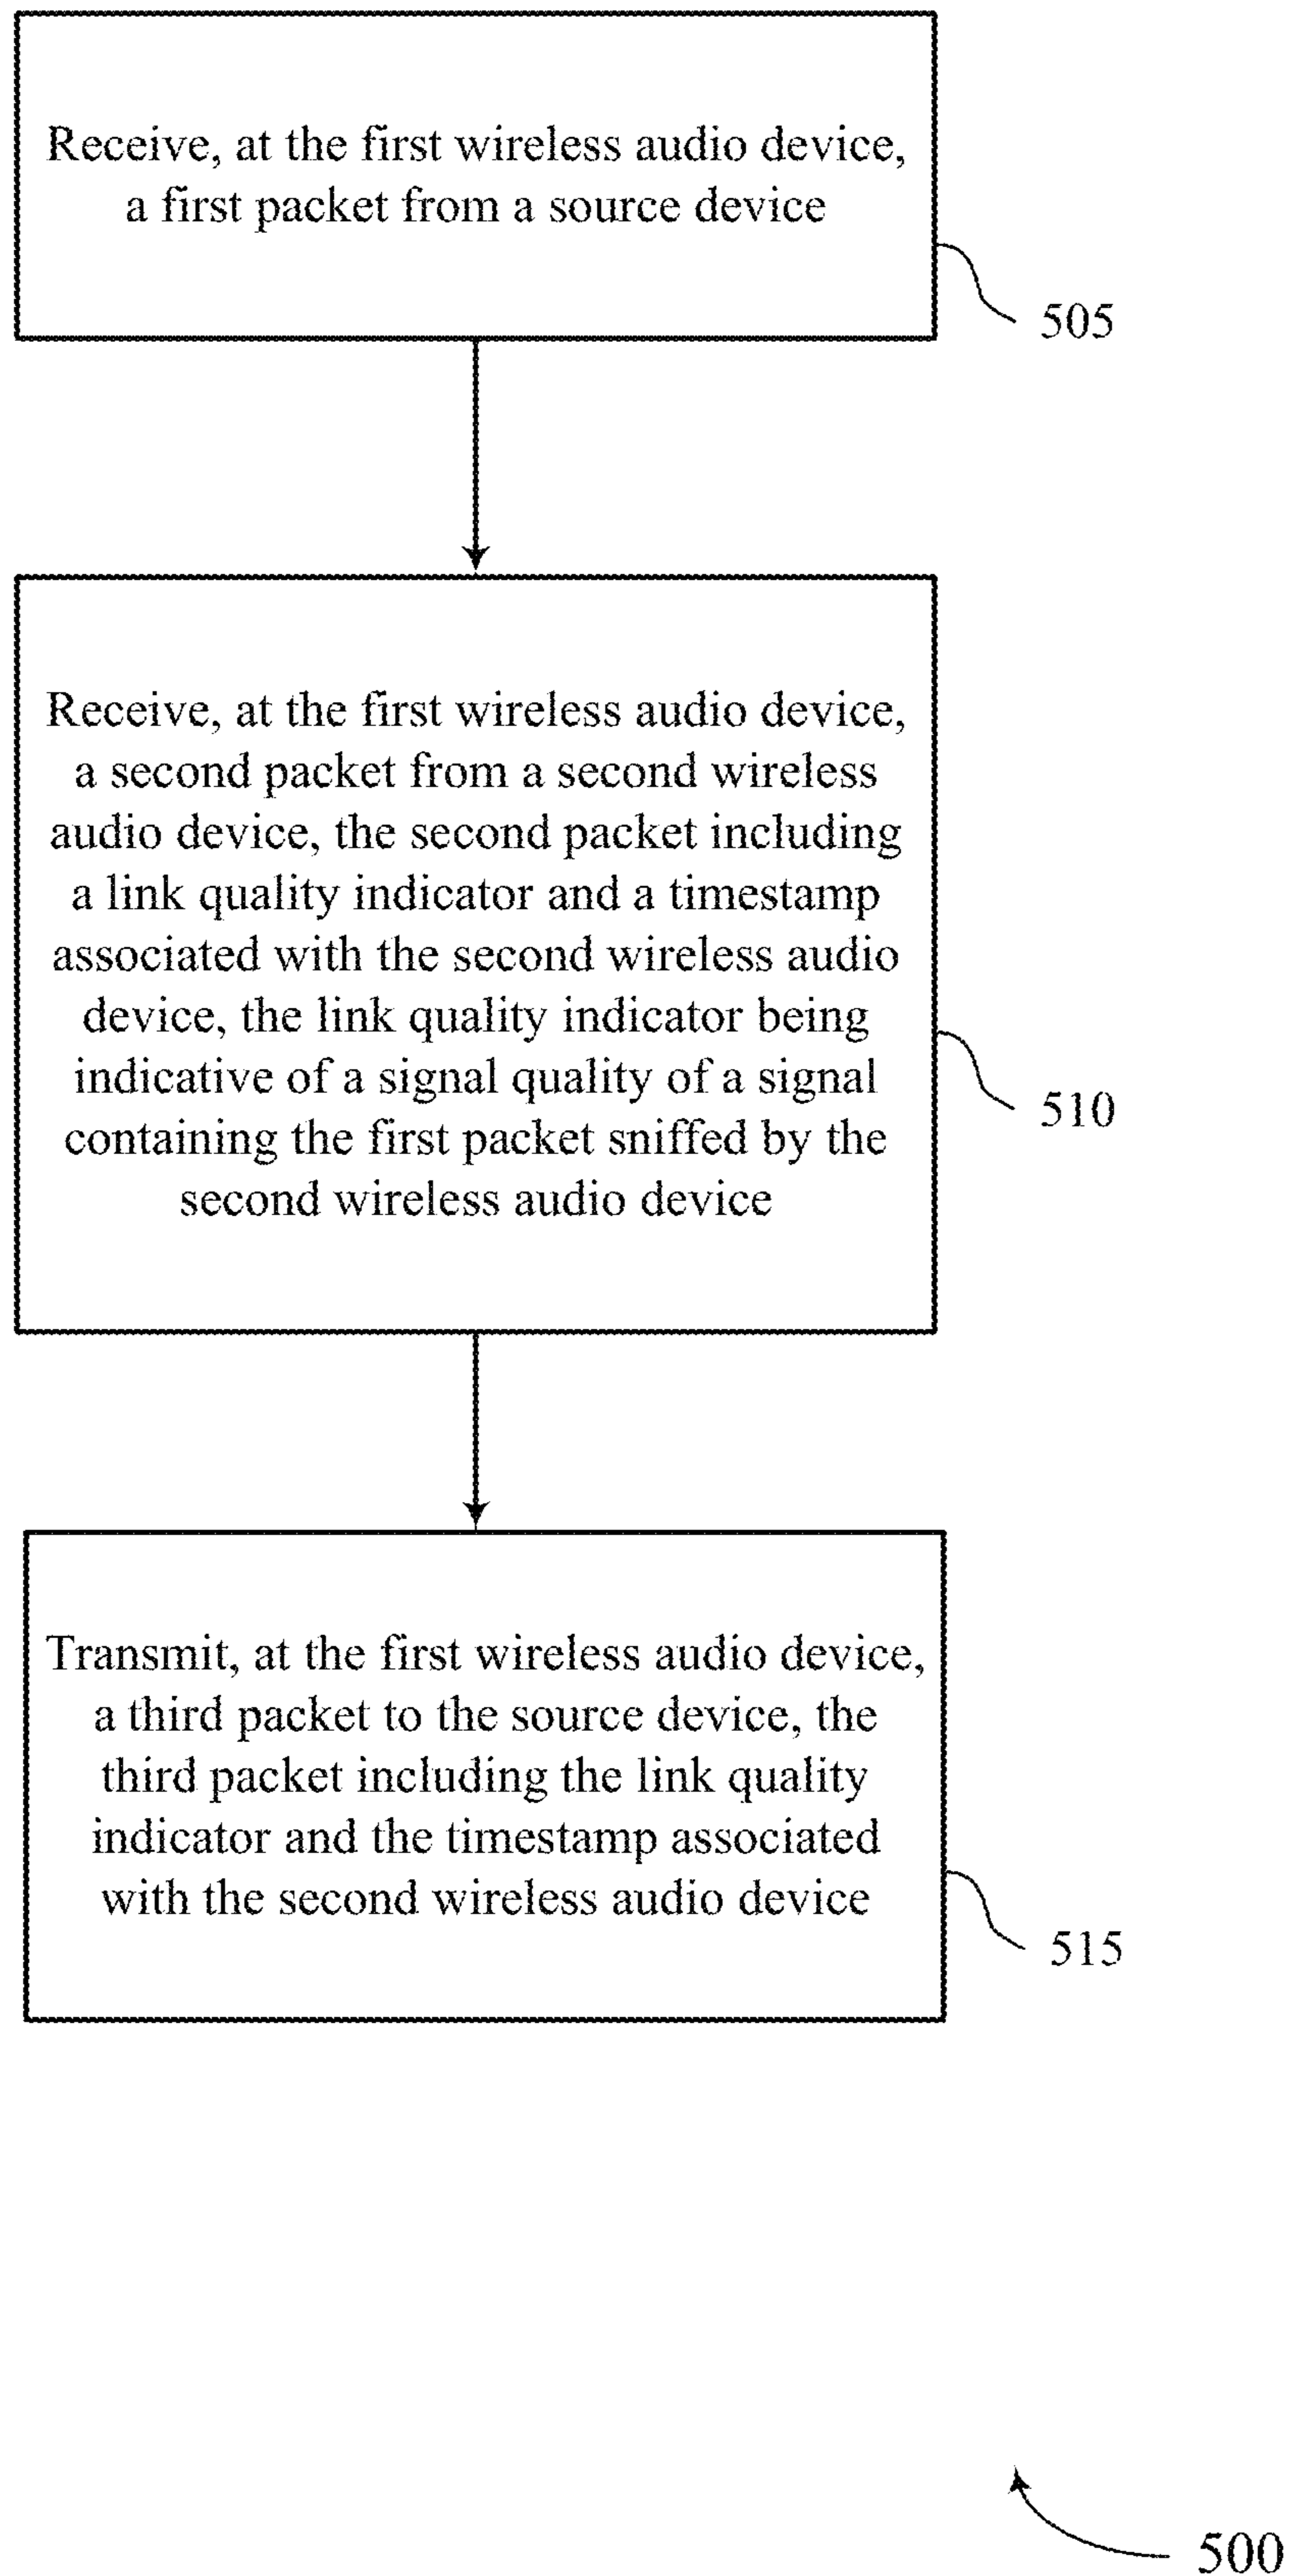 Receive, at the first wireless audio device,
a first packet from a source device
505
Receive, at the first wireless audio device,
a second packet from a second wireless
audio device, the second packet including
a link quality indicator and a timestamp
associated with the second wireless audio
device, the link quality indicator being
indicative of a signal quality of a signal
containing the first packet sniffed by the
second wireless audio device
510
Transmit, at the first wireless audio device,
a third packet to the source device, the
third packet including the link quality
indicator and the timestamp associated
with the second wireless audio device
515
500